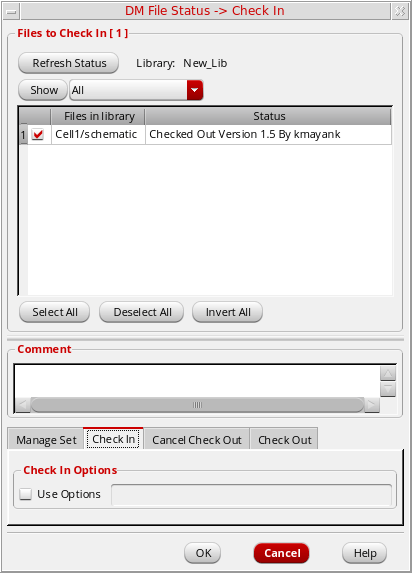 DM File Status -> Check In
Files to Check In [ 1 ]
Refresh Status Library: New_Lib
Show All
Files in library Status
1 Cell1/schematic Checked Out Version 1.5 By kmayank
Select All Deselect All Invert All
Comment
Manage Set Check In Cancel Check Out Check Out
Check In Options
Use Options
OK Cancel Help